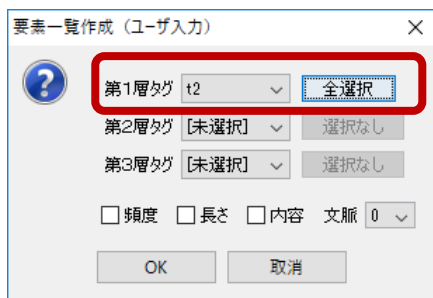 要素一覧作成（ユーザ入力）
第1層タグ t2 全選択
第2層タグ [未選択] 選択なし
第3層タグ [未選択] 選択なし
頻度 長さ 内容 文脈 0
OK 取消